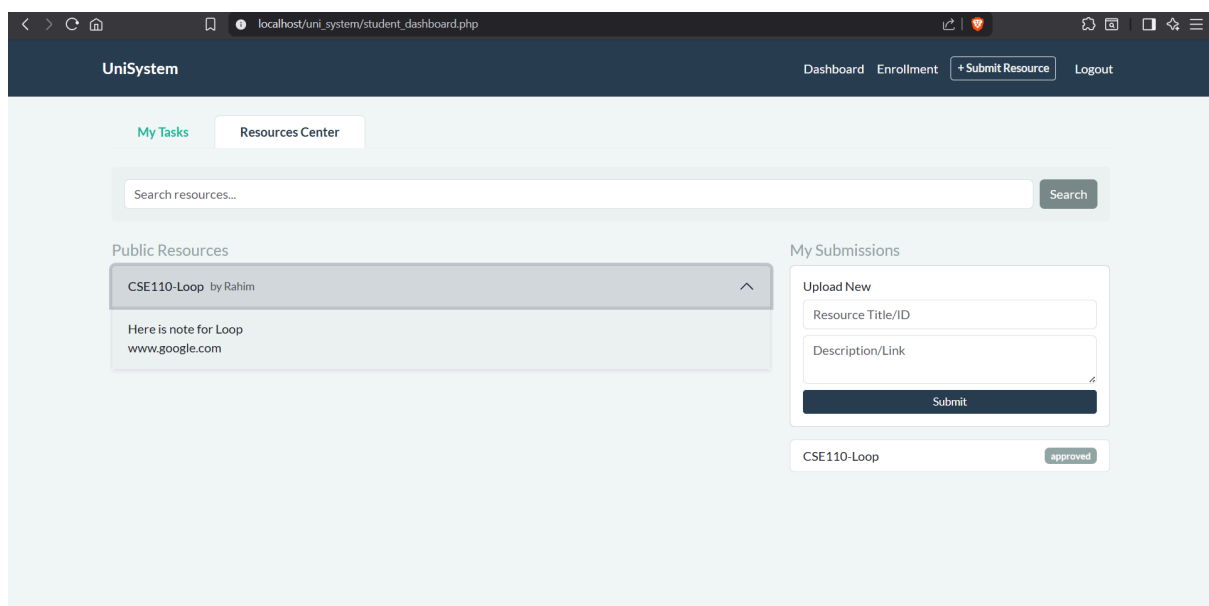 localhost/uni_system/student_dashboard.php
UniSystem
Dashboard Enrollment + Submit Resource Logout
My Tasks Resources Center
Search resources... Search
Public Resources
CSE110-Loop by Rahim
Here is note for Loop
www.google.com
My Submissions
Upload New
Resource Title/ID
Description/Link
Submit
CSE110-Loop approved